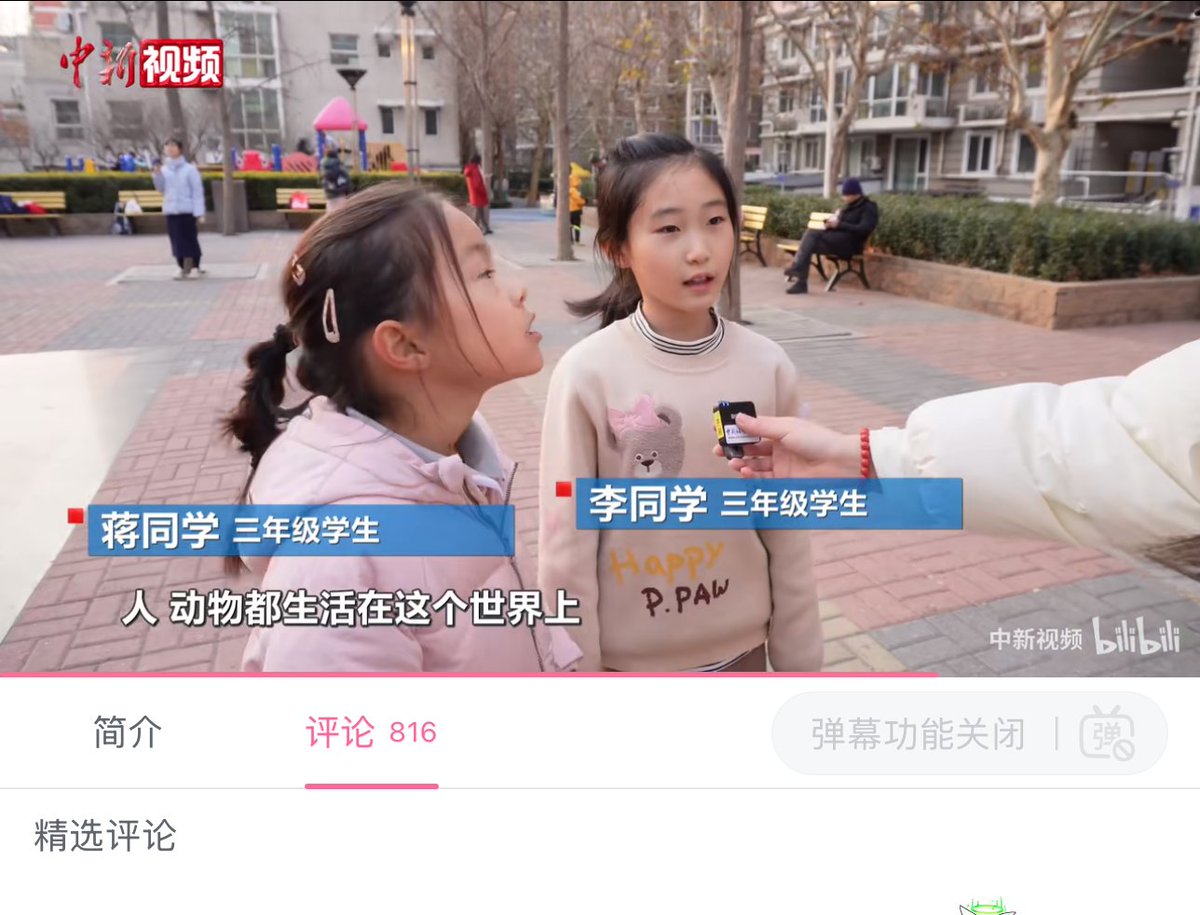 中新视频
李同学 三年级学生
蒋同学 三年级学生
Happy
P.PAW
人 动物都生活在这个世界上
中新视频 bilibili
简介
评论 816
弹幕功能关闭
弹
精选评论